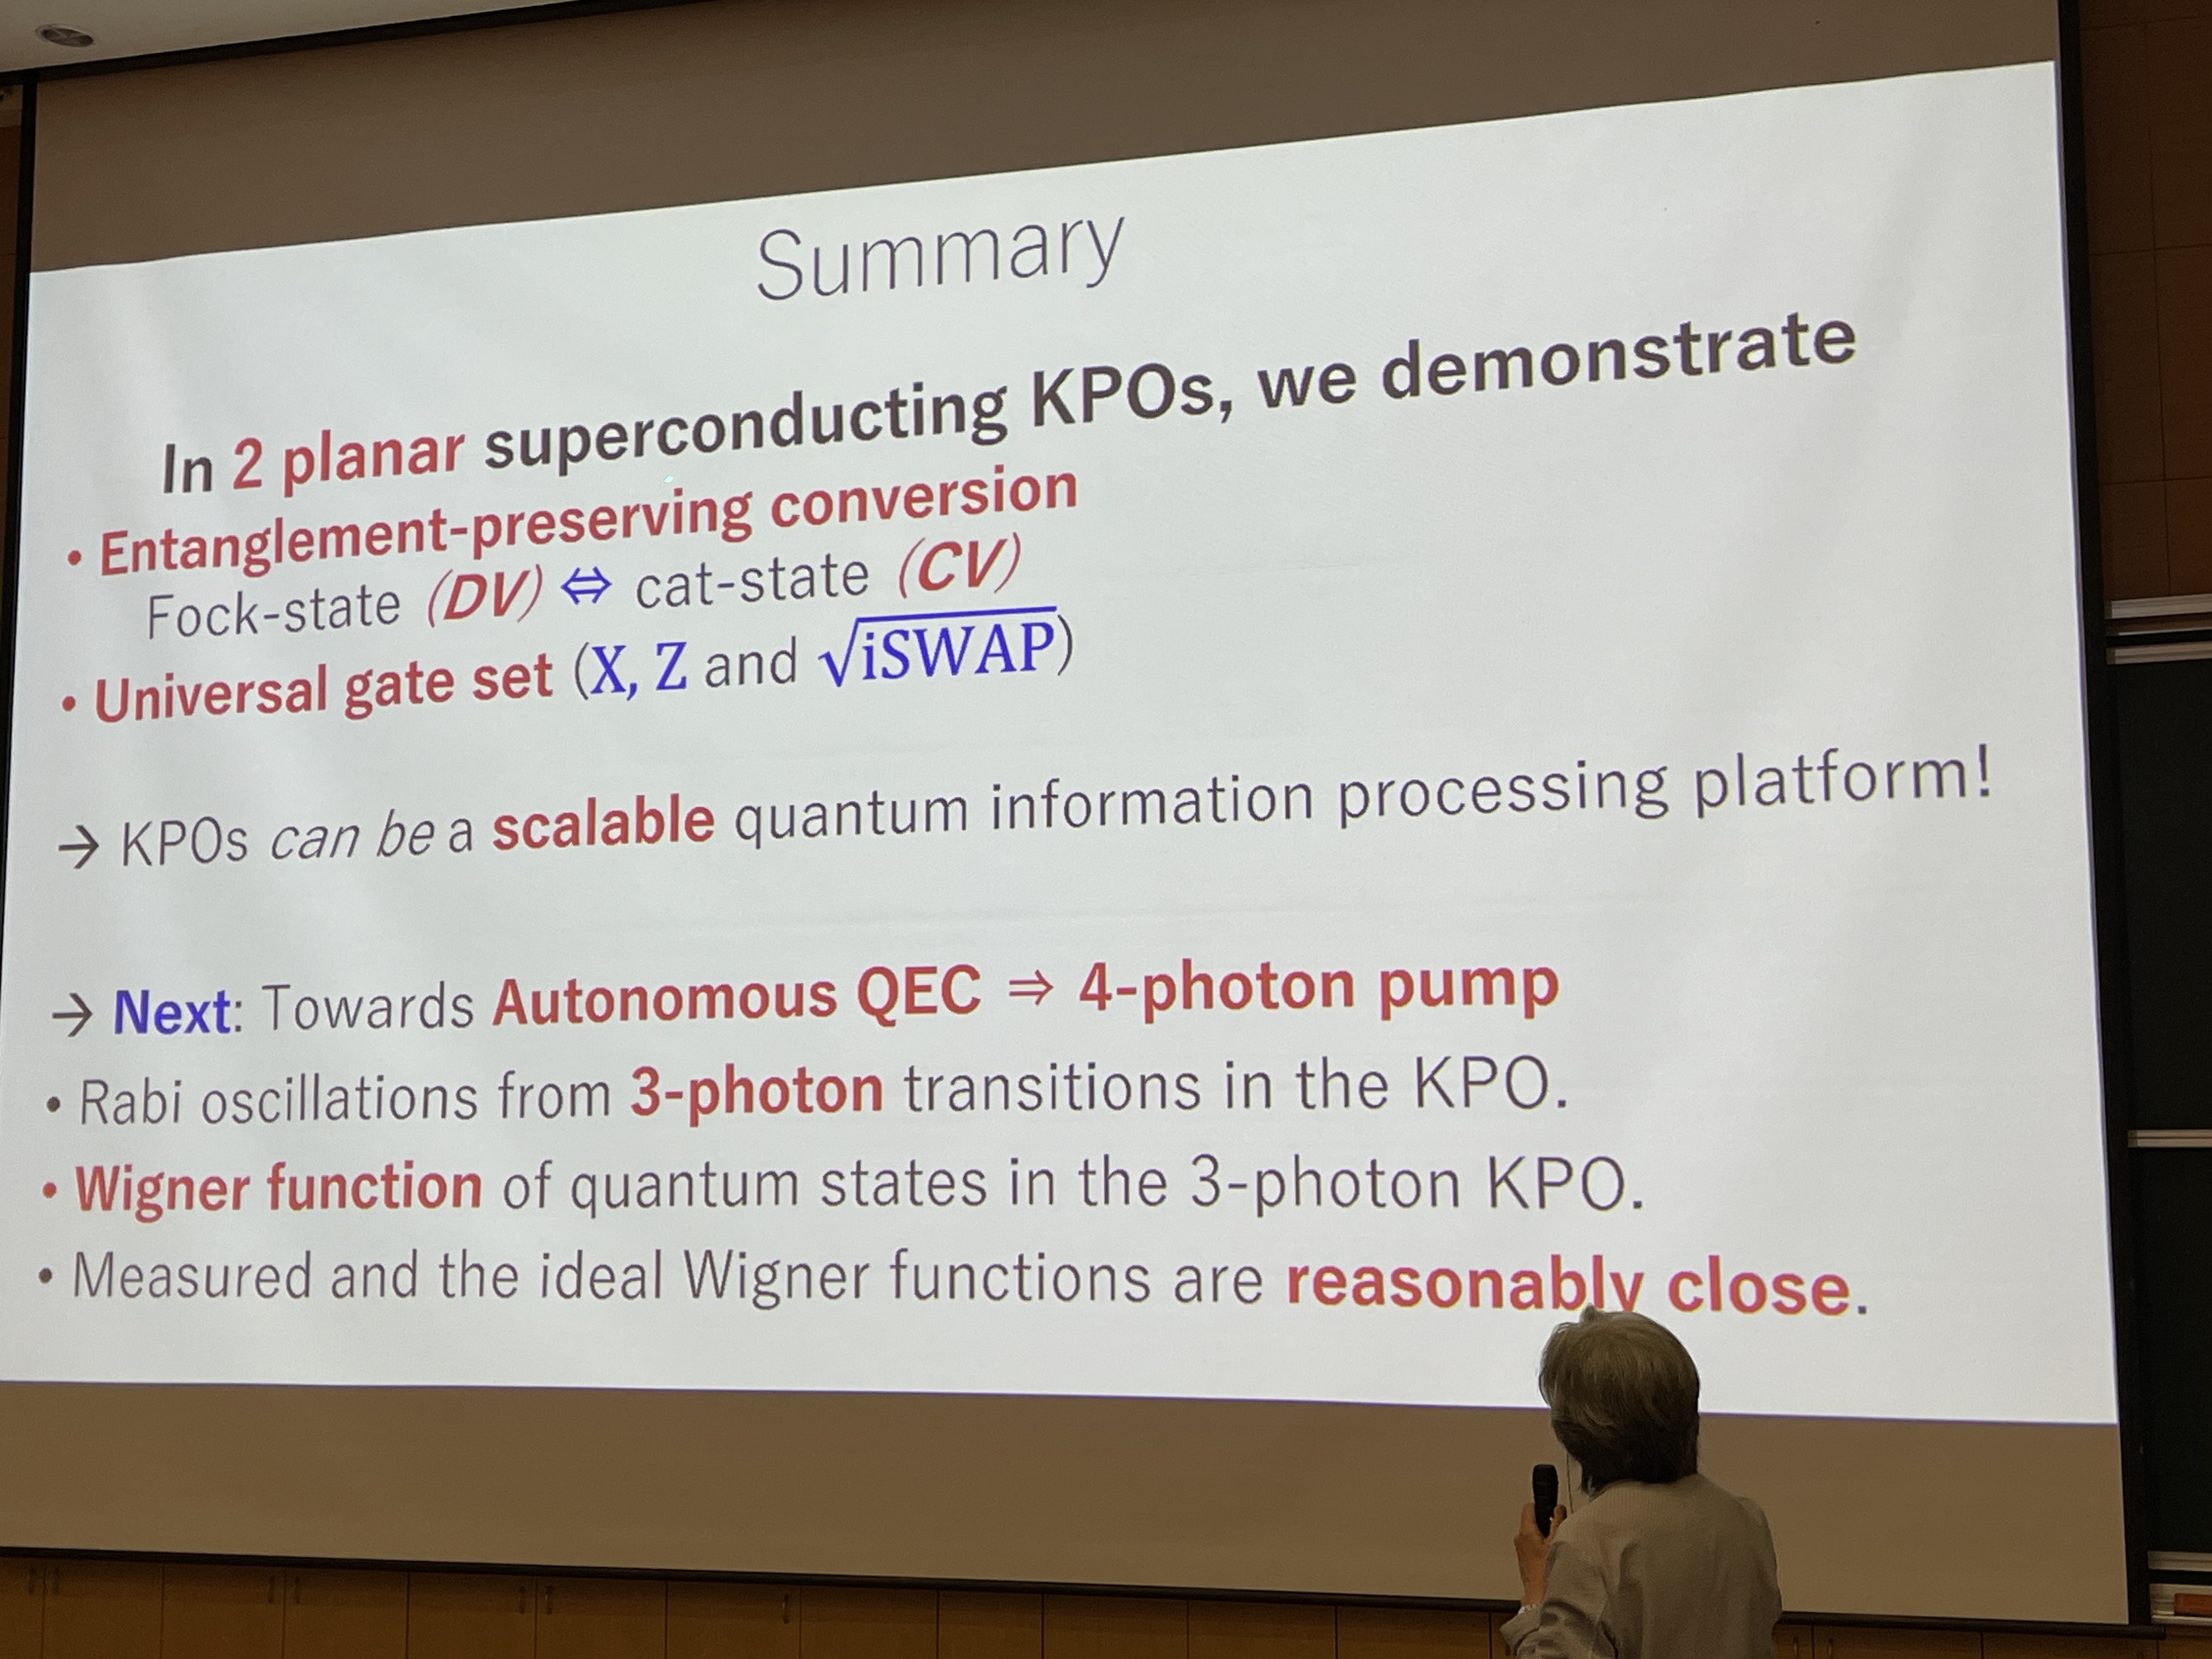 Summary
In 2 planar superconducting KPOs, we demonstrate
• Entanglement-preserving conversion
Fock-state (DV) ⇔ cat-state (CV)
• Universal gate set (X, Z and √iSWAP)
→ KPOs can be a scalable quantum information processing platform!
→ Next: Towards Autonomous QEC ⇒ 4-photon pump
• Rabi oscillations from 3-photon transitions in the KPO.
• Wigner function of quantum states in the 3-photon KPO.
• Measured and the ideal Wigner functions are reasonably close.